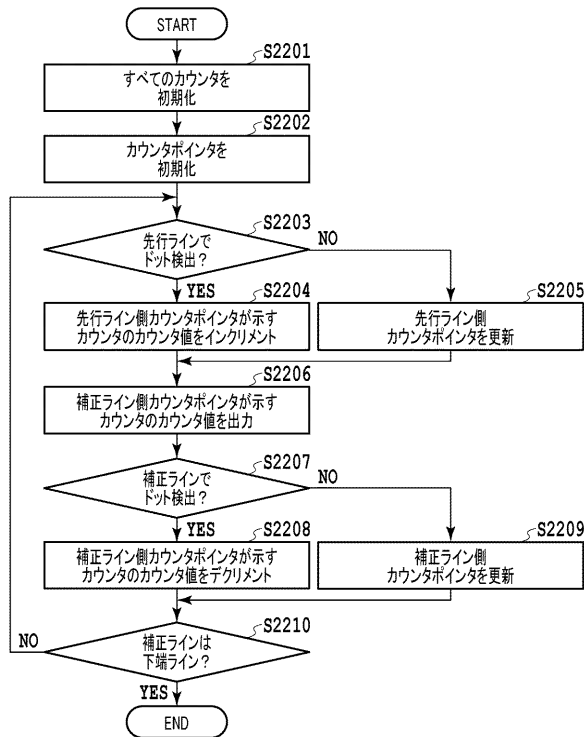 START
S2201
すべてのカウンタを
初期化
S2202
カウンタポインタを
初期化
S2203
先行ラインで
ドット検出？
NO
YES
S2204
先行ライン側カウンタポインタが示す
カウンタのカウンタ値をインクリメント
S2205
先行ライン側
カウンタポインタを更新
S2206
補正ライン側カウンタポインタが示す
カウンタのカウンタ値を出力
S2207
補正ラインで
ドット検出？
NO
YES
S2208
補正ライン側カウンタポインタが示す
カウンタのカウンタ値をデクリメント
S2209
補正ライン側
カウンタポインタを更新
S2210
補正ラインは
下端ライン？
NO
YES
END